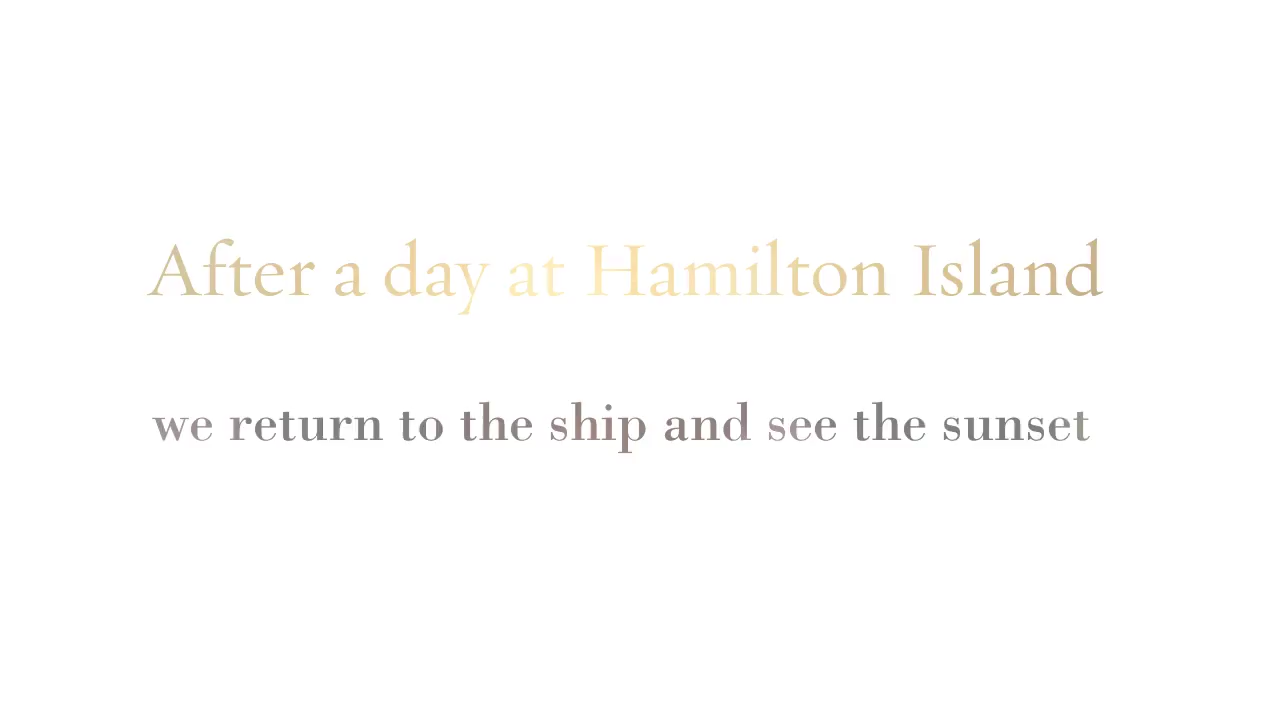 After a day at Hamilton Island
we return to the ship and see the sunset